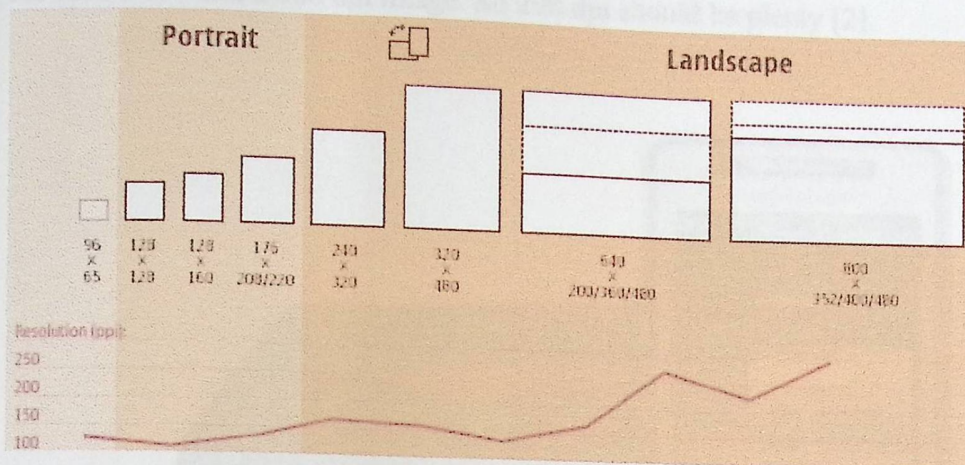 Portrait
Landscape
96
x
65
128
x
128
128
x
160
176
x
208/220
240
x
320
320
x
480
640
x
200/360/480
800
x
352/400/480
Resolution (ppi):
250
200
150
100